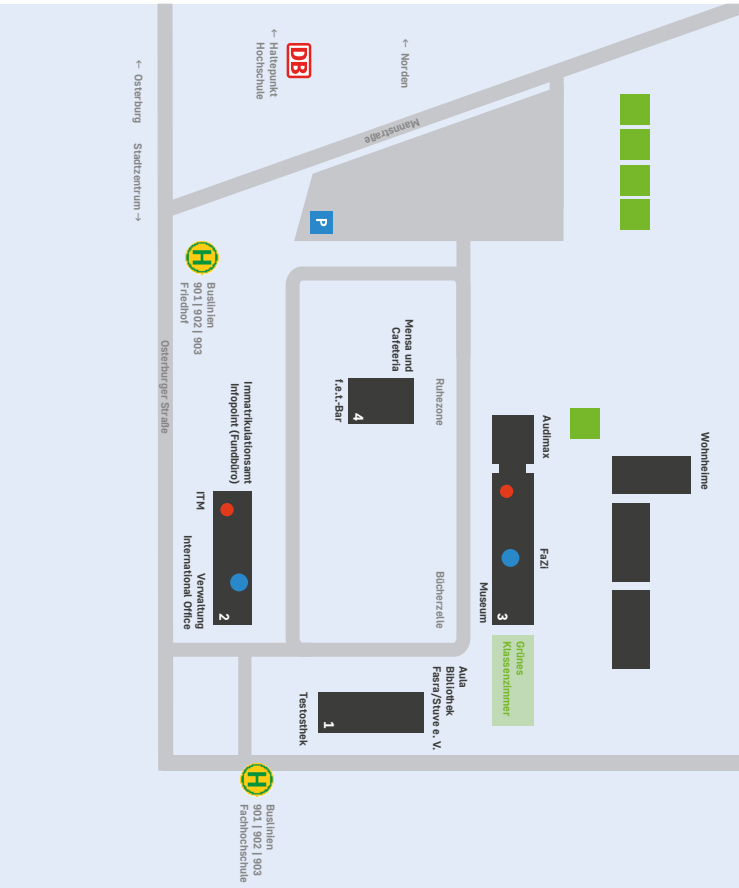 ← Osterburg
Stadtzentrum →
← Haltepunkt
Hochschule
DB
← Norden
Mannstraße
P
H
Buslinien
901 | 902 | 903
Friedhof
Osterburger Straße
Mensa und
Cafeteria
4
f.e.t.-Bar
Ruhezone
Bücherzelle
Audimax
FaZi
3
Museum
Wohnheime
Immatrikulationsamt
Infopoint (Fundbüro)
ITM
2
Verwaltung
International Office
Grünes
Klassenzimmer
Aula
Bibliothek
Fasra/Stuve e. V.
1
Testosthek
H
Buslinien
901 | 902 | 903
Fachhochschule